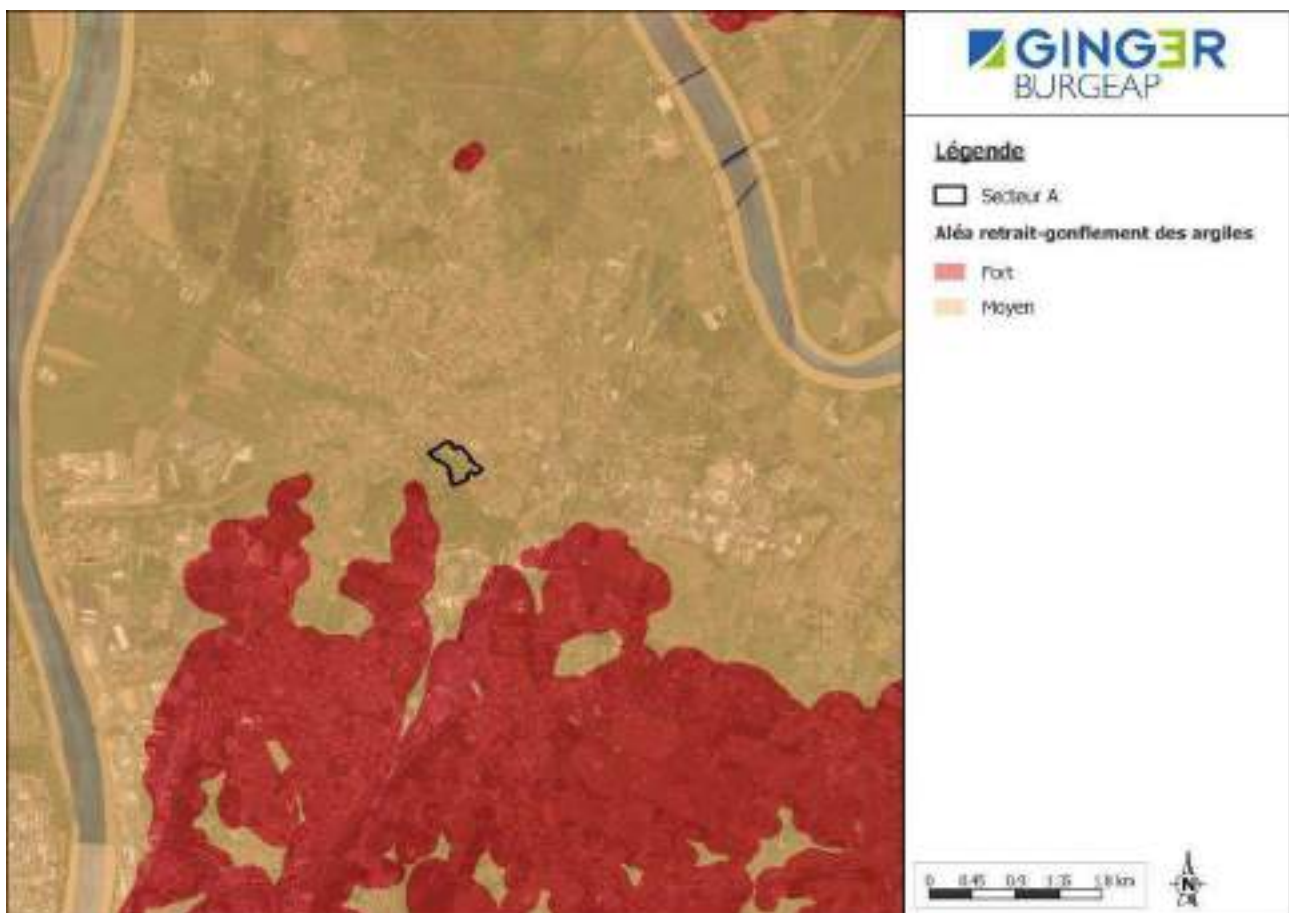 GINGER
BURGEAP
Légende
Secteur A
Aléa retrait-gonflement des argiles
Fort
Moyen
0 0.45 0.9 1.35 1.8 km
N